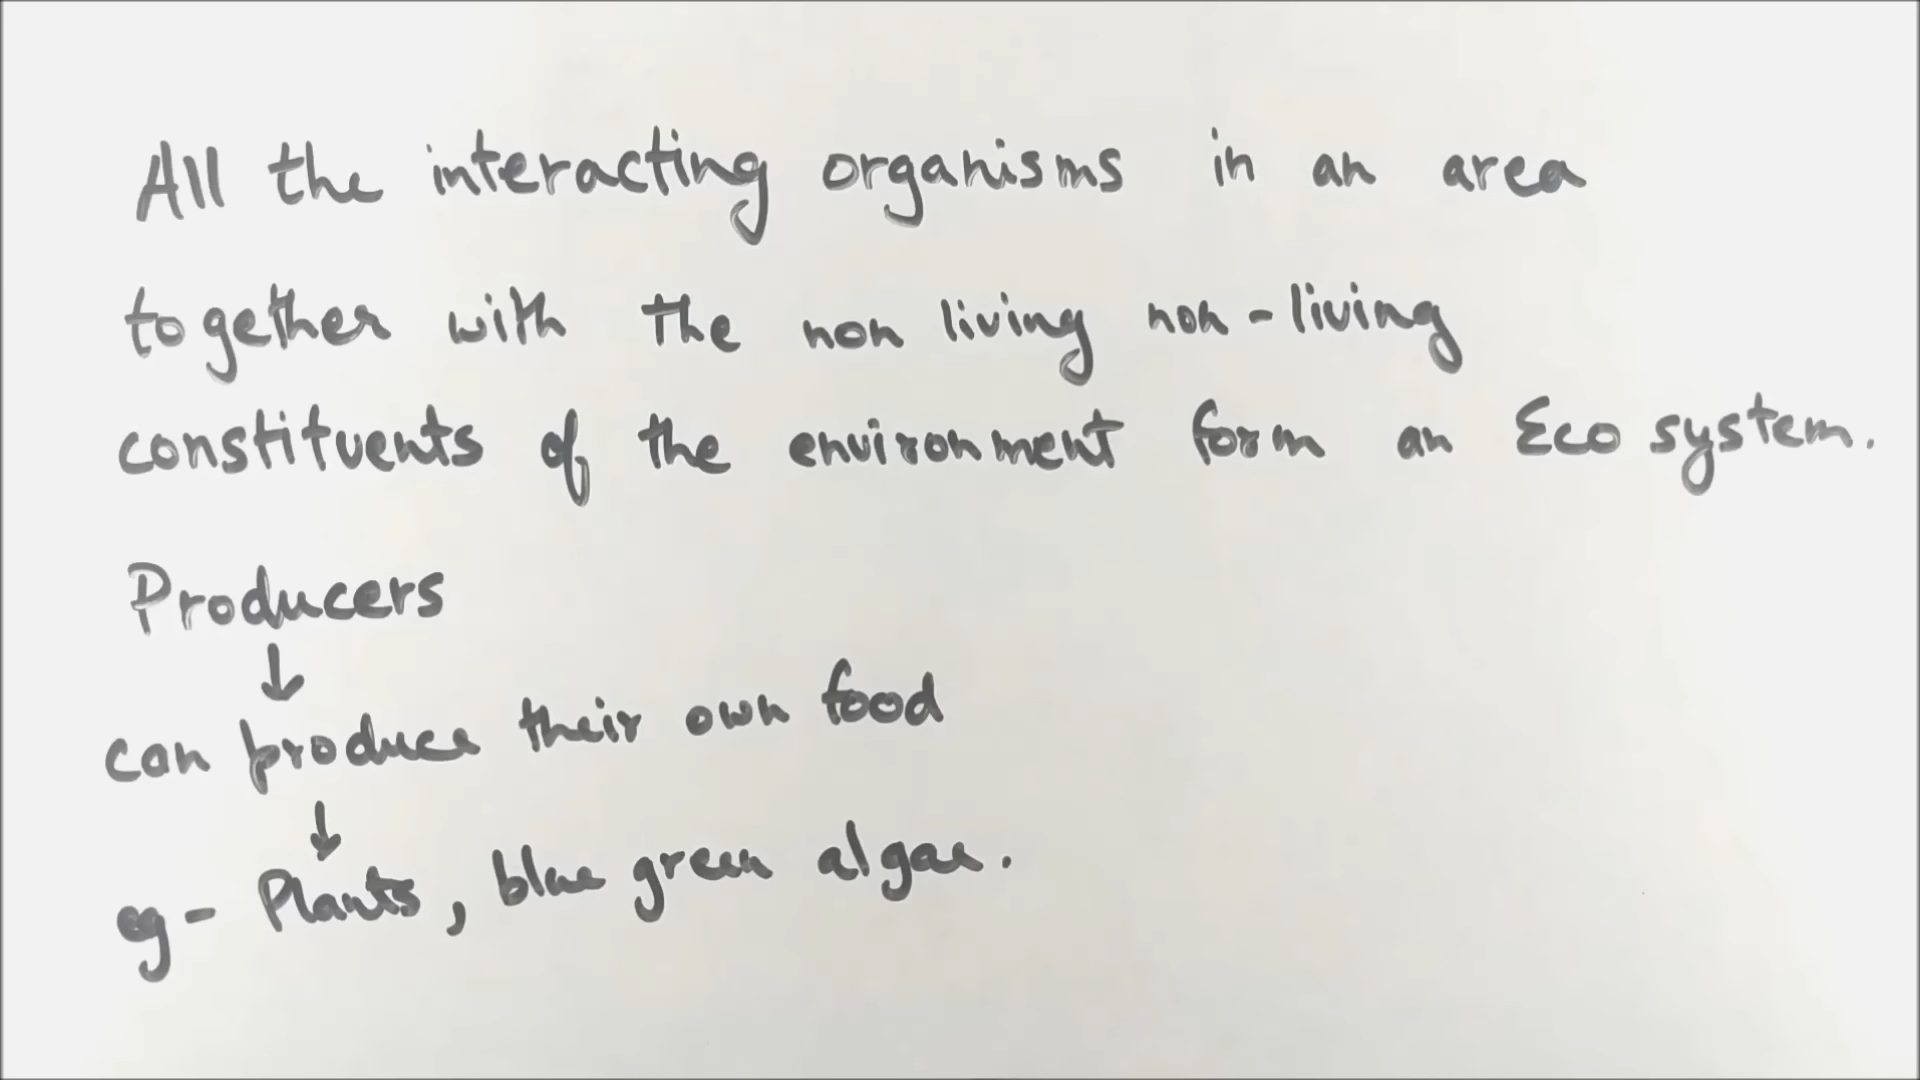 All the interacting organisms in an area
together with the non living non-living
constituents of the environment form an Eco system.
Producers
↓
can produce their own food
↓
eg - Plants, blue green algae.